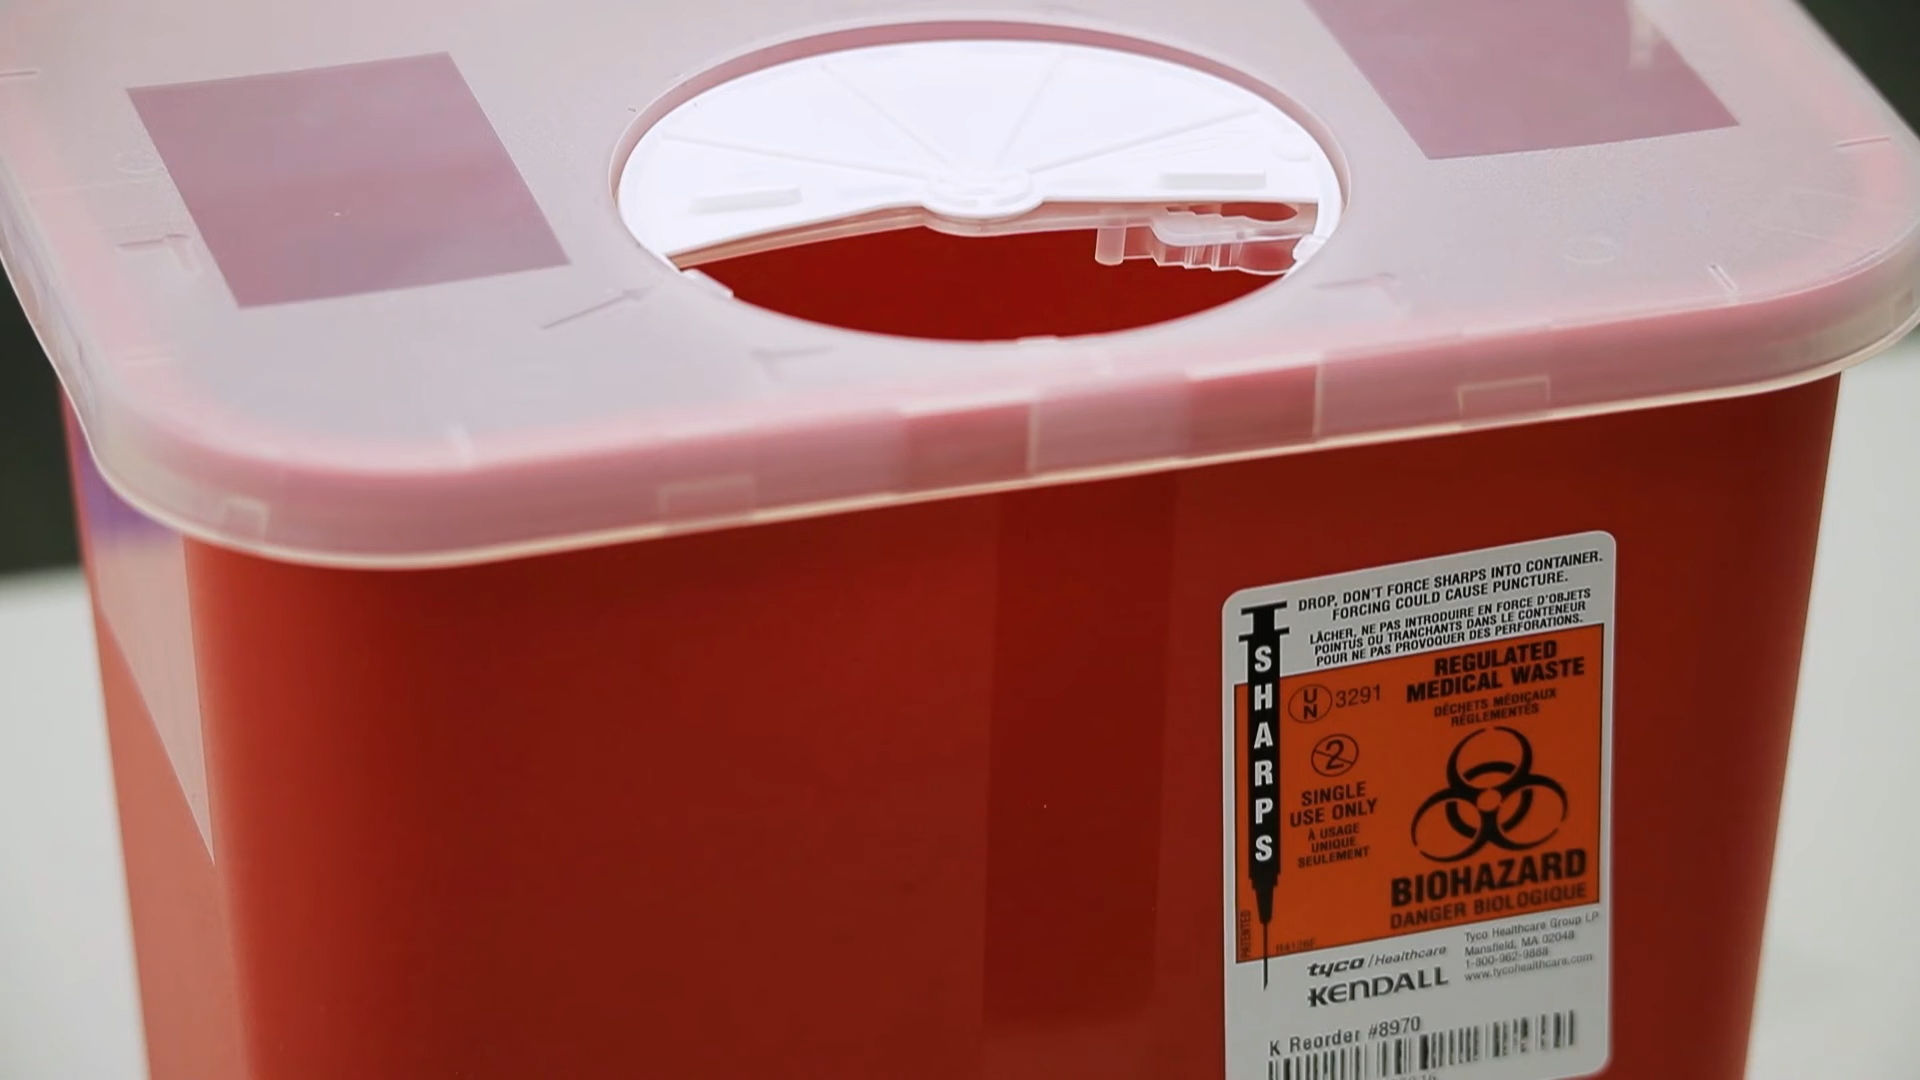 DROP, DON'T FORCE SHARPS INTO CONTAINER.
FORCING COULD CAUSE PUNCTURE.
LÂCHER, NE PAS INTRODUIRE EN FORCE D'OBJETS
POINTUS OU TRANCHANTS DANS LE CONTENEUR
POUR NE PAS PROVOQUER DES PERFORATIONS.
SHARPS
REGULATED
MEDICAL WASTE
DÉCHETS MÉDICAUX
RÉGLEMENTÉS
UN 3291
2
SINGLE
USE ONLY
À USAGE
UNIQUE
SEULEMENT
BIOHAZARD
DANGER BIOLOGIQUE
PATENTED
tyco / Healthcare
KENDALL
Tyco Healthcare Group LP
Mansfield, MA 02048
1-800-962-9888
www.tycohealthcare.com
K Reorder #8970